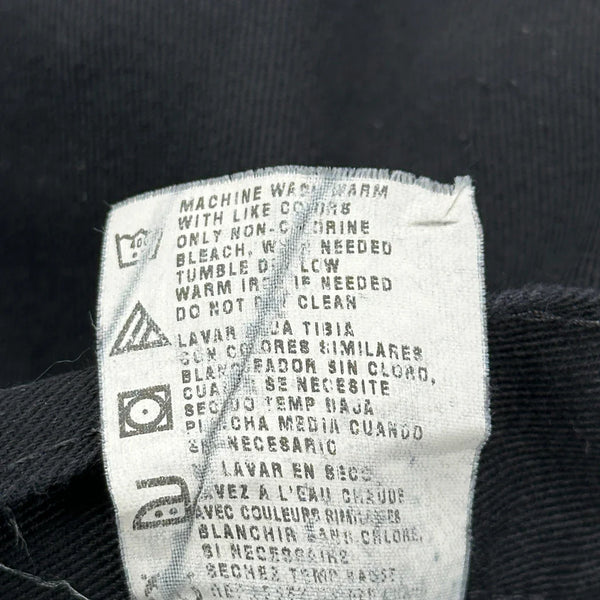 MACHINE WASH WARM
WITH LIKE COLORS
ONLY NON-CHLORINE
BLEACH, WHEN NEEDED
TUMBLE DRY LOW
WARM IRON IF NEEDED
DO NOT DRY CLEAN
LAVAR AGUA TIBIA
CON COLORES SIMILARES
BLANQUEADOR SIN CLORO,
CUANDO SE NECESITE
SECADO TEMP BAJA
PLANCHA MEDIA CUANDO
SEA NECESARIO
LAVAR EN SECO
LAVEZ A L'EAU CHAUDE
AVEC COULEURS SIMILAIRES
BLANCHIR SANS CHLORE,
SI NECESSAIRE
SECHEZ TEMP BASSE